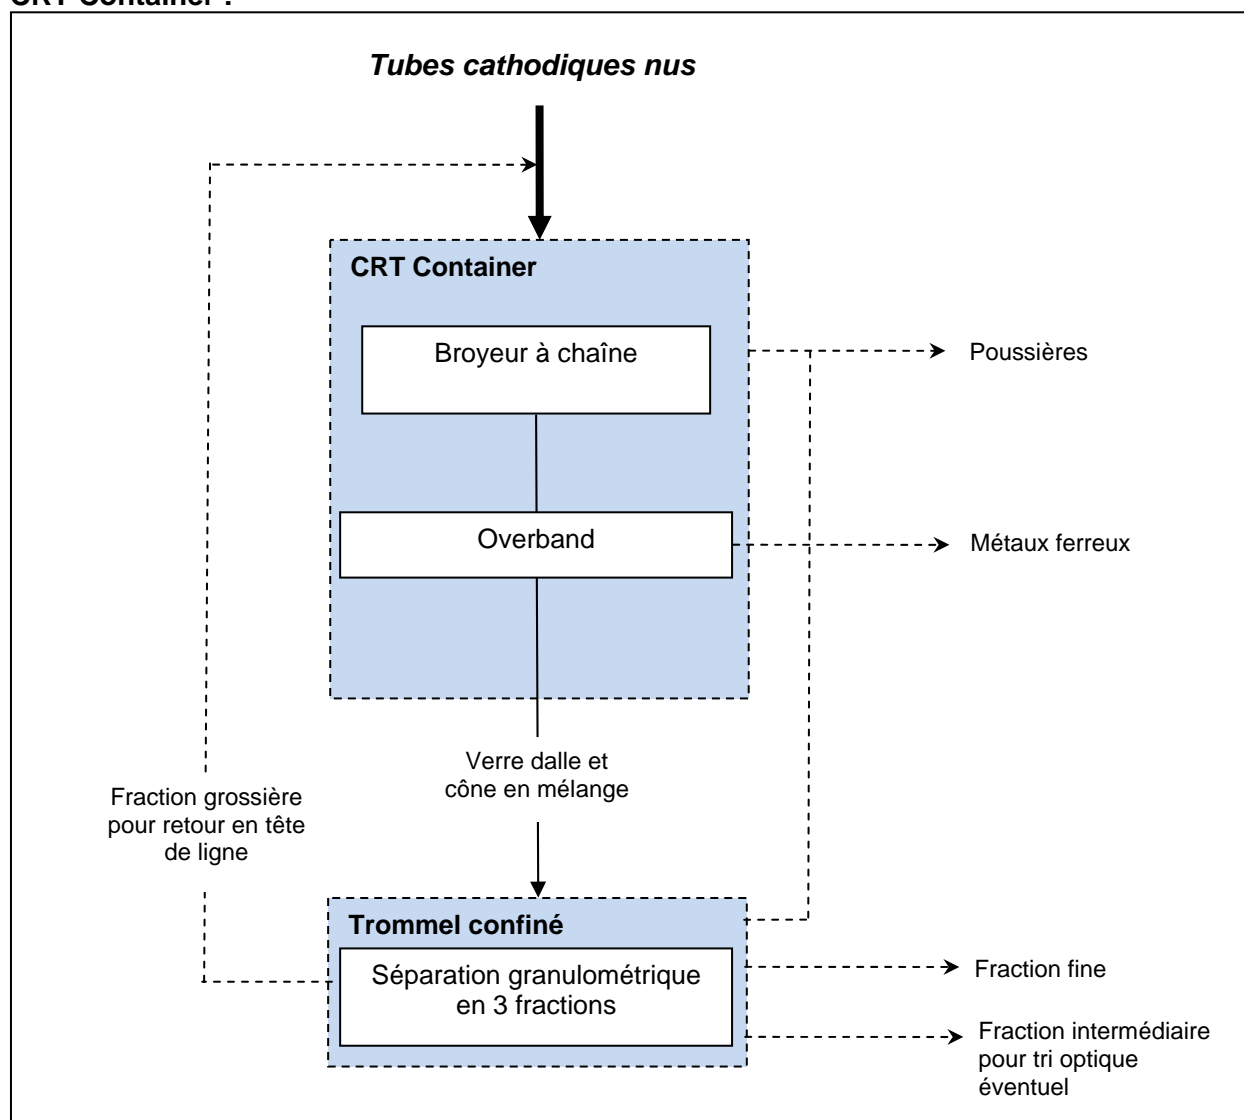 CRT Container :
Tubes cathodiques nus
CRT Container
Broyeur à chaîne
Poussières
Overband
Métaux ferreux
Verre dalle et
cône en mélange
Fraction grossière
pour retour en tête
de ligne
Trommel confiné
Séparation granulométrique
en 3 fractions
Fraction fine
Fraction intermédiaire
pour tri optique
éventuel